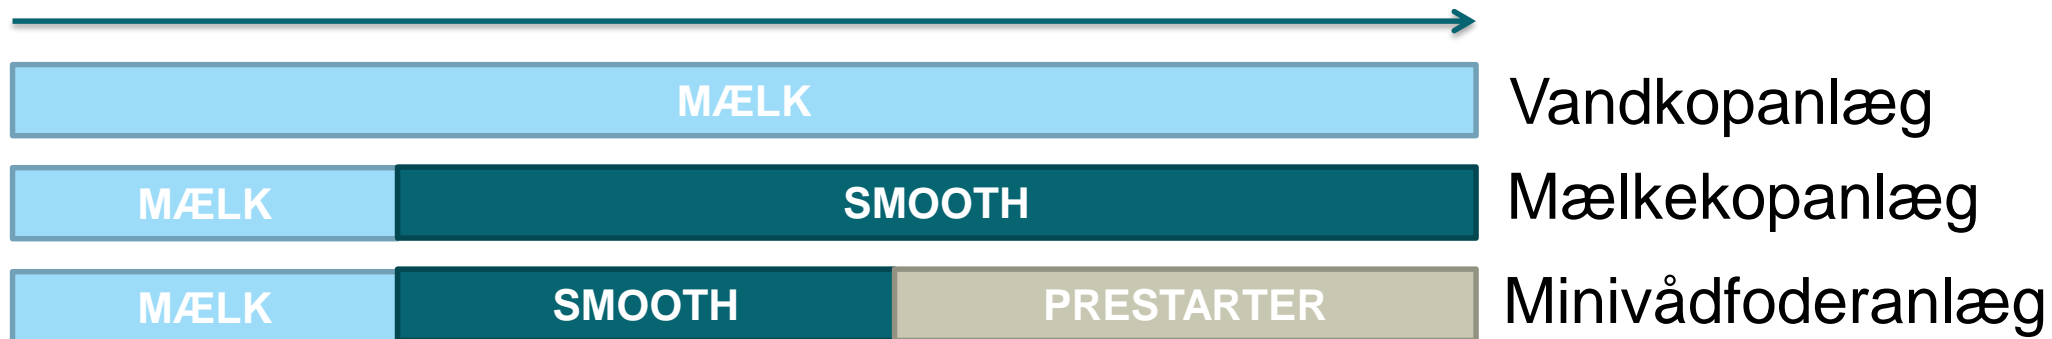 MÆLK Vandkopanlæg
MÆLK SMOOTH Mælkekopanlæg
MÆLK SMOOTH PRESTARTER Minivådfoderanlæg